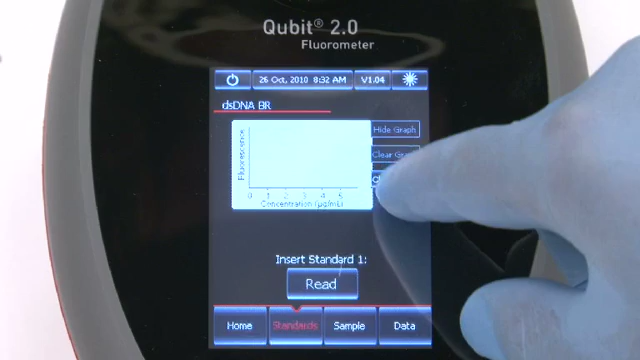 Qubit® 2.0
Fluorometer
26 Oct, 2010 8:32 AM
V1.04
dsDNA BR
Hide Graph
Clear
Fluorescence
0 1 2 3 4 5
Concentration (µg/mL)
Insert Standard 1:
Read
Home
Standards
Sample
Data